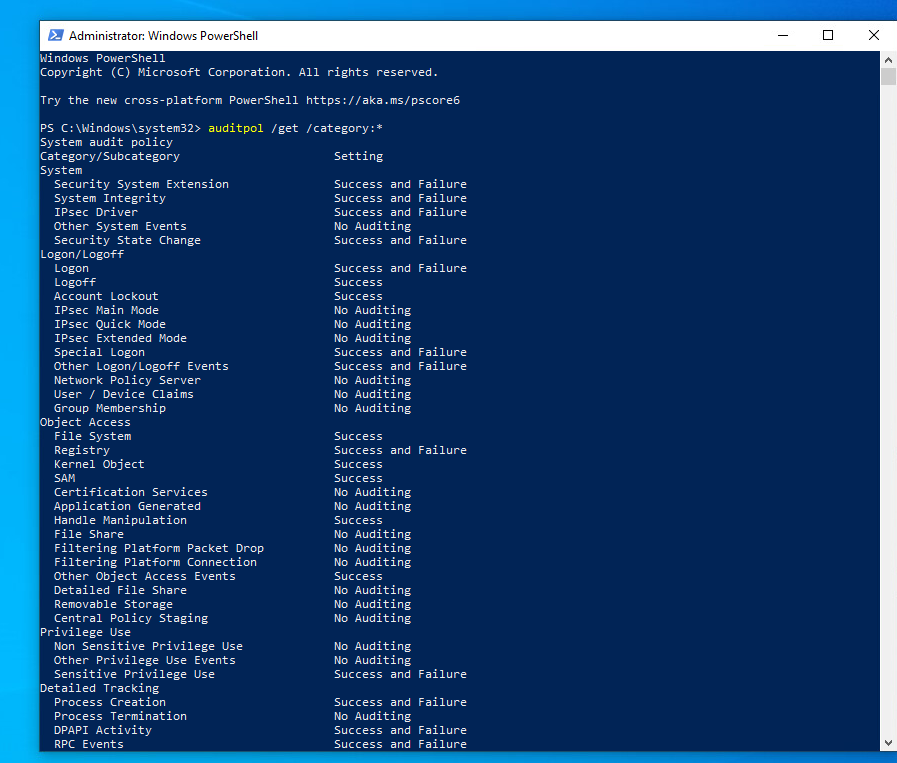 Administrator: Windows PowerShell
Windows PowerShell
Copyright (C) Microsoft Corporation. All rights reserved.
Try the new cross-platform PowerShell https://aka.ms/pscore6
PS C:\Windows\system32> auditpol /get /category:*
System audit policy
Category/Subcategory Setting
System
Security System Extension Success and Failure
System Integrity Success and Failure
IPsec Driver Success and Failure
Other System Events No Auditing
Security State Change Success and Failure
Logon/Logoff
Logon Success and Failure
Logoff Success
Account Lockout Success
IPsec Main Mode No Auditing
IPsec Quick Mode No Auditing
IPsec Extended Mode No Auditing
Special Logon Success and Failure
Other Logon/Logoff Events Success and Failure
Network Policy Server No Auditing
User / Device Claims No Auditing
Group Membership No Auditing
Object Access
File System Success
Registry Success and Failure
Kernel Object Success
SAM Success
Certification Services No Auditing
Application Generated No Auditing
Handle Manipulation Success
File Share No Auditing
Filtering Platform Packet Drop No Auditing
Filtering Platform Connection No Auditing
Other Object Access Events Success
Detailed File Share No Auditing
Removable Storage No Auditing
Central Policy Staging No Auditing
Privilege Use
Non Sensitive Privilege Use No Auditing
Other Privilege Use Events No Auditing
Sensitive Privilege Use Success and Failure
Detailed Tracking
Process Creation Success and Failure
Process Termination No Auditing
DPAPI Activity Success and Failure
RPC Events Success and Failure